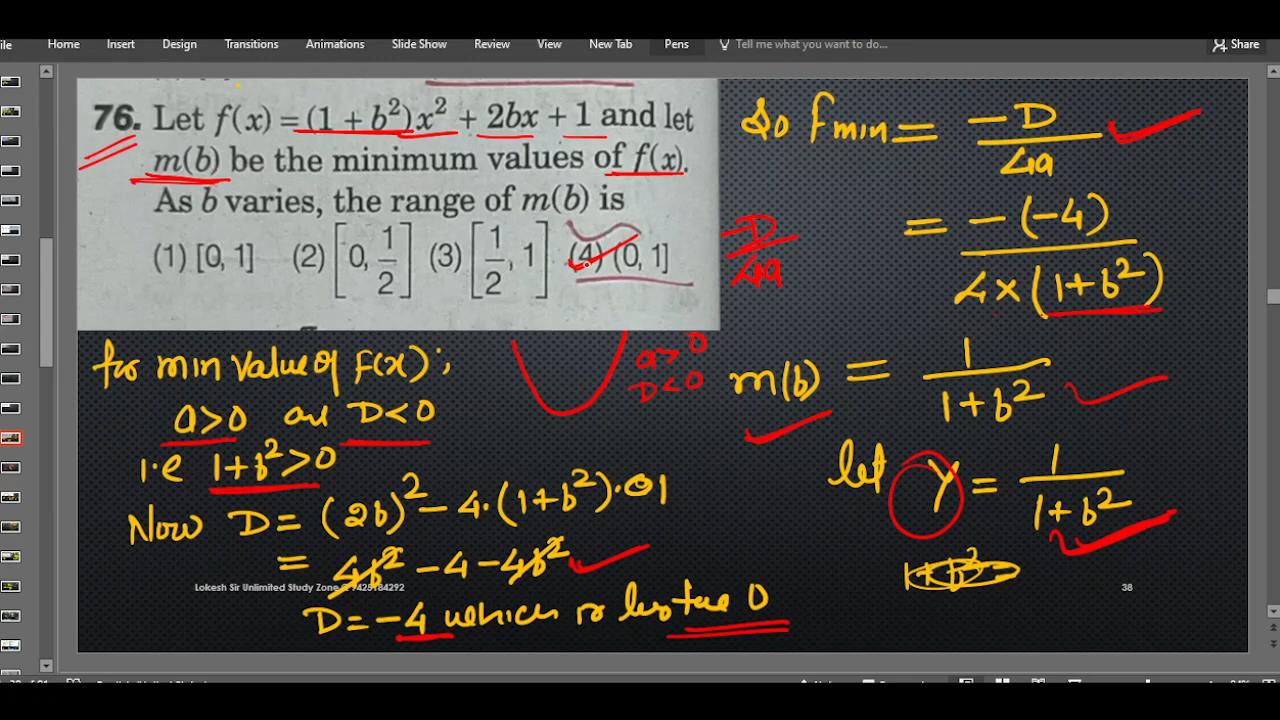 File Home Insert Design Transitions Animations Slide Show Review View New Tab Pens Tell me what you want to do... Share
76. Let f(x) = (1 + b²)x² + 2bx + 1 and let
m(b) be the minimum values of f(x).
As b varies, the range of m(b) is
(1) [0, 1] (2) [0, 1/2] (3) [1/2, 1] (4) (0, 1]
for min value of f(x);
a>0 and D<0
i.e 1+b²>0
Now D = (2b)² - 4.(1+b²).1
= 4b² - 4 - 4b²
D = -4 which is less than 0
a>0
D<0
-D/4a
So fmin = -D/4a
= -(-4)/4×(1+b²)
m(b) = 1/1+b²
let y = 1/1+b²
1+b² =
Lokesh Sir Unlimited Study Zone 9425184292
38